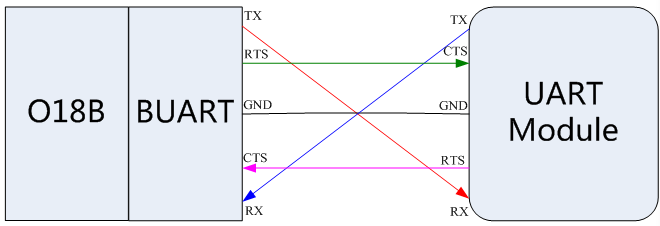 O18B
BUART
TX
RTS
GND
CTS
RX
TX
CTS
GND
RTS
RX
UART
Module